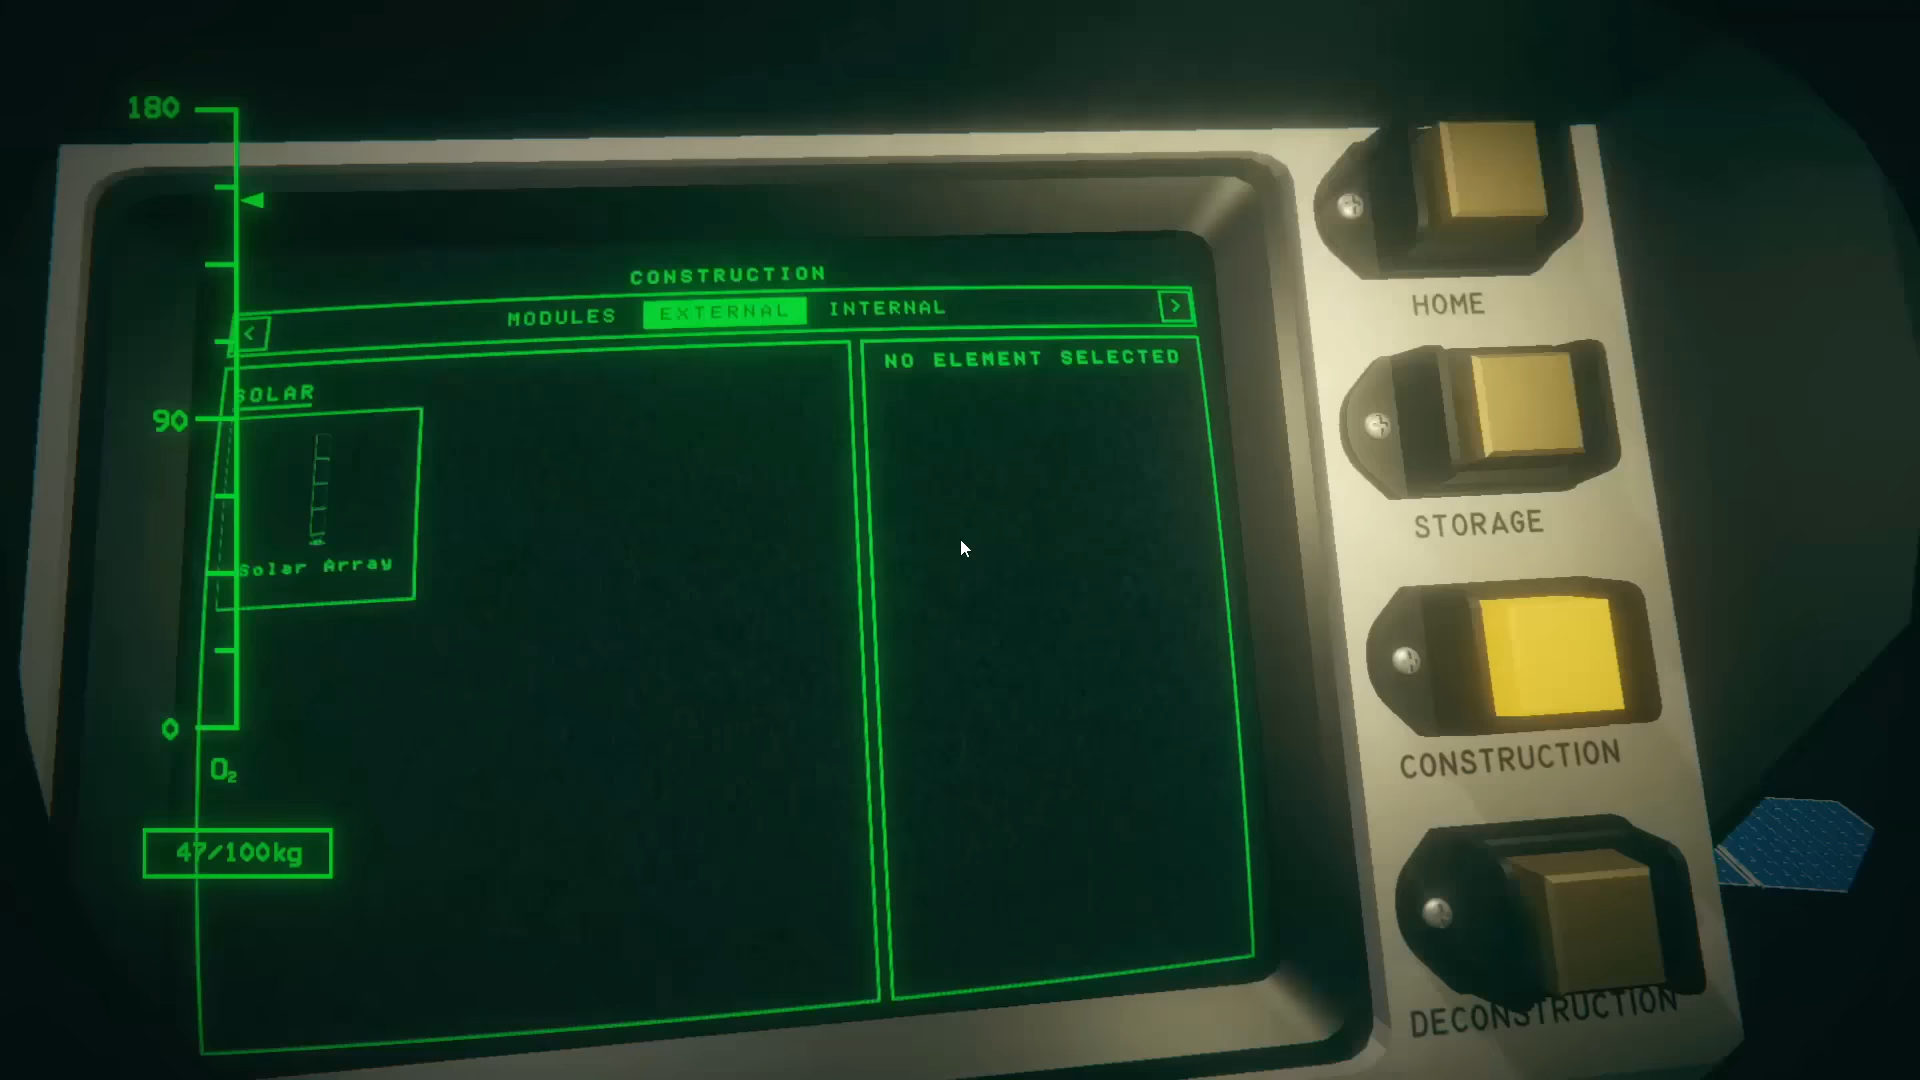 180
CONSTRUCTION
< MODULES EXTERNAL INTERNAL >
HOME
NO ELEMENT SELECTED
SOLAR
90
STORAGE
Solar Array
0
O₂
CONSTRUCTION
47/100kg
DECONSTRUCTION